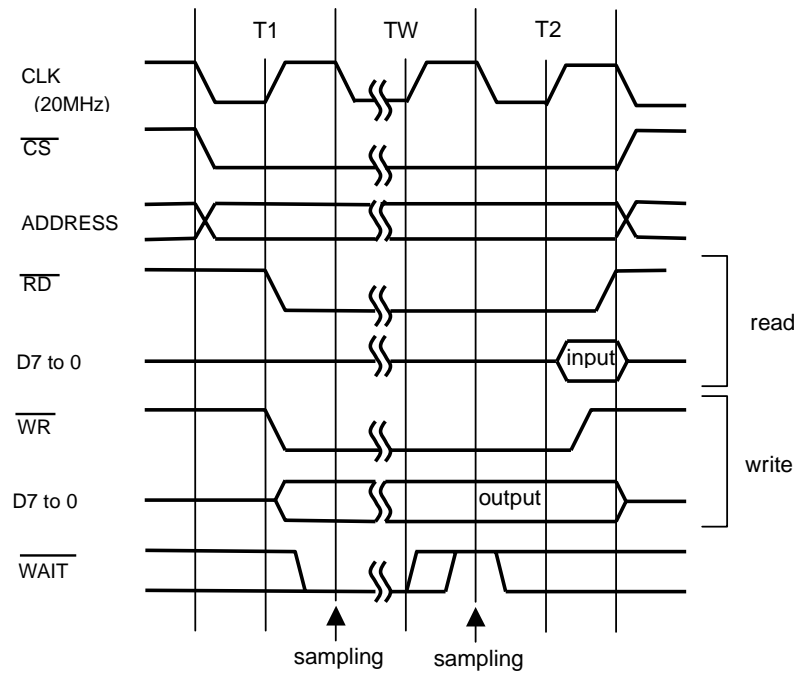 T1 TW T2
CLK
(20MHz)
CS
ADDRESS
RD
read
D7 to 0
input
WR
write
D7 to 0
output
WAIT
sampling sampling